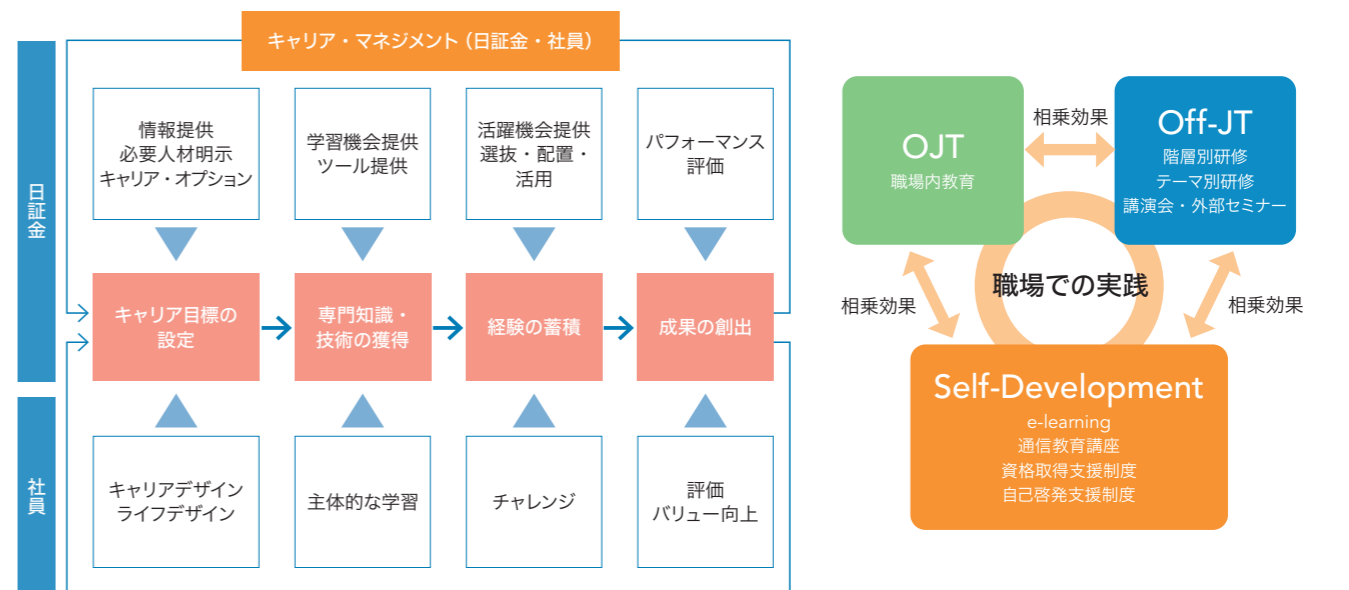 キャリア・マネジメント（日証金・社員）
日証金
情報提供
必要人材明示
キャリア・オプション
学習機会提供
ツール提供
活躍機会提供
選抜・配置・
活用
パフォーマンス
評価
キャリア目標の
設定
専門知識・
技術の獲得
経験の蓄積
成果の創出
社員
キャリアデザイン
ライフデザイン
主体的な学習
チャレンジ
評価
バリュー向上
OJT
職場内教育
相乗効果
Off-JT
階層別研修
テーマ別研修
講演会・外部セミナー
職場での実践
相乗効果
相乗効果
Self-Development
e-learning
通信教育講座
資格取得支援制度
自己啓発支援制度